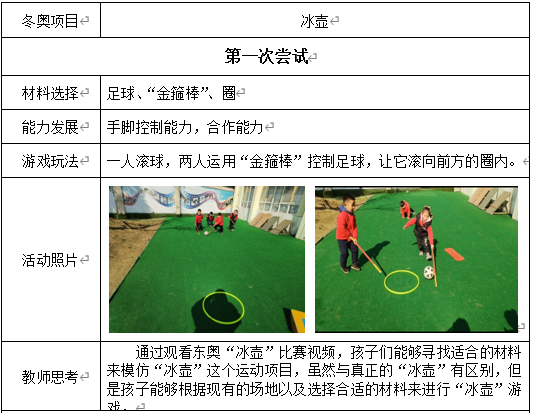 冬奥项目 冰壶
第一次尝试
材料选择 足球、“金箍棒”、圈
能力发展 手脚控制能力，合作能力
游戏玩法 一人滚球，两人运用“金箍棒”控制足球，让它滚向前方的圈内。
活动照片
教师思考 通过观看东奥“冰壶”比赛视频，孩子们能够寻找适合的材料
来模仿“冰壶”这个运动项目，虽然与真正的“冰壶”有区别，但
是孩子能够根据现有的场地以及选择合适的材料来进行“冰壶”游
戏。